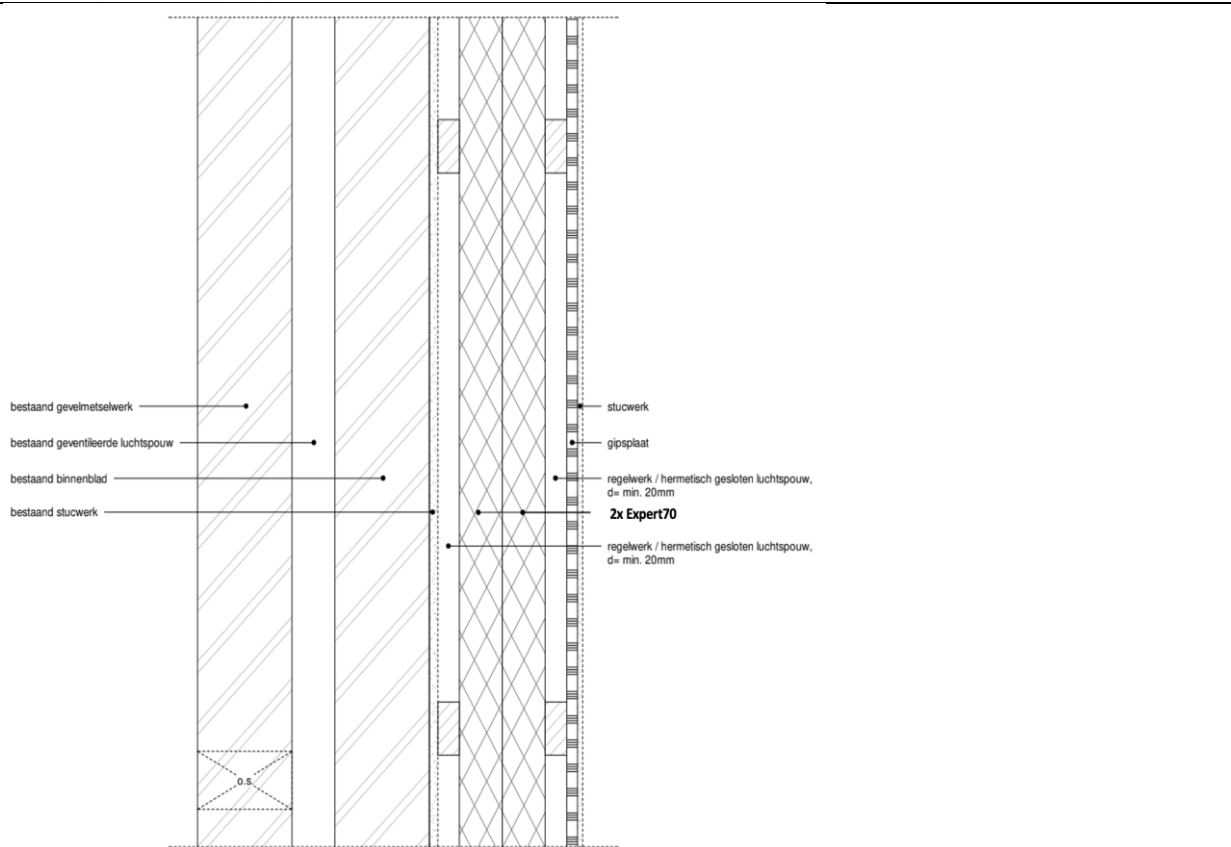 bestaand gevelmetselwerk
bestaand geventileerde luchtspouw
bestaand binnenblad
bestaand stucwerk
stucwerk
gipsplaat
regelwerk / hermetisch gesloten luchtspouw,
d= min. 20mm
2x Expert70
regelwerk / hermetisch gesloten luchtspouw,
d= min. 20mm
o.s.